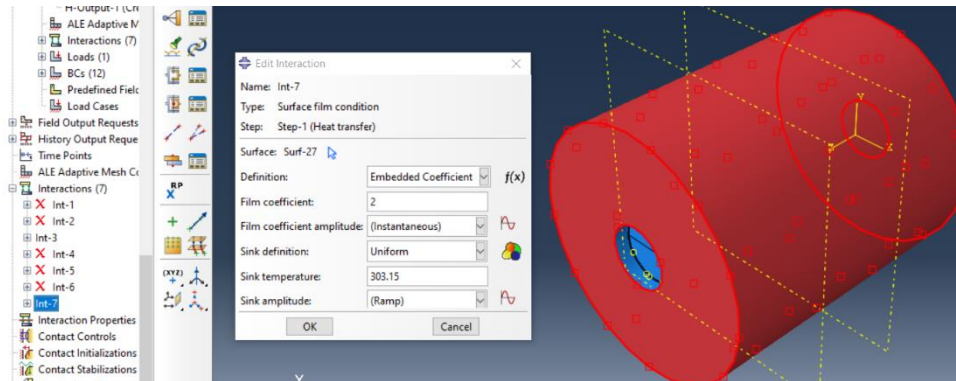 H-Output-1 (Cre
ALE Adaptive M
Interactions (7)
Loads (1)
BCs (12)
Predefined Field
Load Cases
Field Output Requests
History Output Reque
Time Points
ALE Adaptive Mesh Co
Interactions (7)
Int-1
Int-2
Int-3
Int-4
Int-5
Int-6
Int-7
Interaction Properties
Contact Controls
Contact Initializations
Contact Stabilizations
RP
(XYZ)
Edit Interaction
Name: Int-7
Type: Surface film condition
Step: Step-1 (Heat transfer)
Surface: Surf-27
Definition: Embedded Coefficient f(x)
Film coefficient: 2
Film coefficient amplitude: (Instantaneous)
Sink definition: Uniform
Sink temperature: 303.15
Sink amplitude: (Ramp)
OK Cancel
Y
X